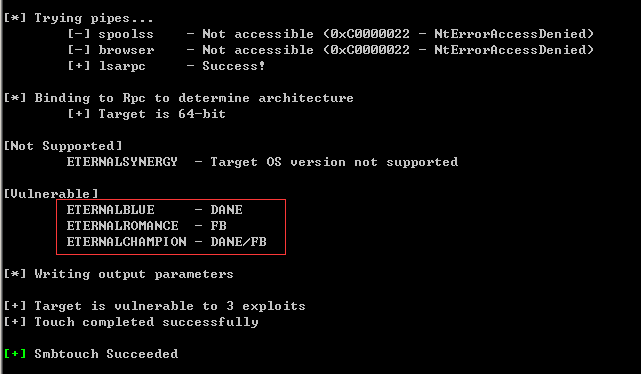 [*] Trying pipes...
[-] spoolss - Not accessible (0xC0000022 - NtErrorAccessDenied)
[-] browser - Not accessible (0xC0000022 - NtErrorAccessDenied)
[+] lsarpc - Success!
[*] Binding to Rpc to determine architecture
[+] Target is 64-bit
[Not Supported]
ETERNALSYNERGY - Target OS version not supported
[Vulnerable]
ETERNALBLUE - DANE
ETERNALROMANCE - FB
ETERNALCHAMPION - DANE/FB
[*] Writing output parameters
[+] Target is vulnerable to 3 exploits
[+] Touch completed successfully
[+] Smbtouch Succeeded